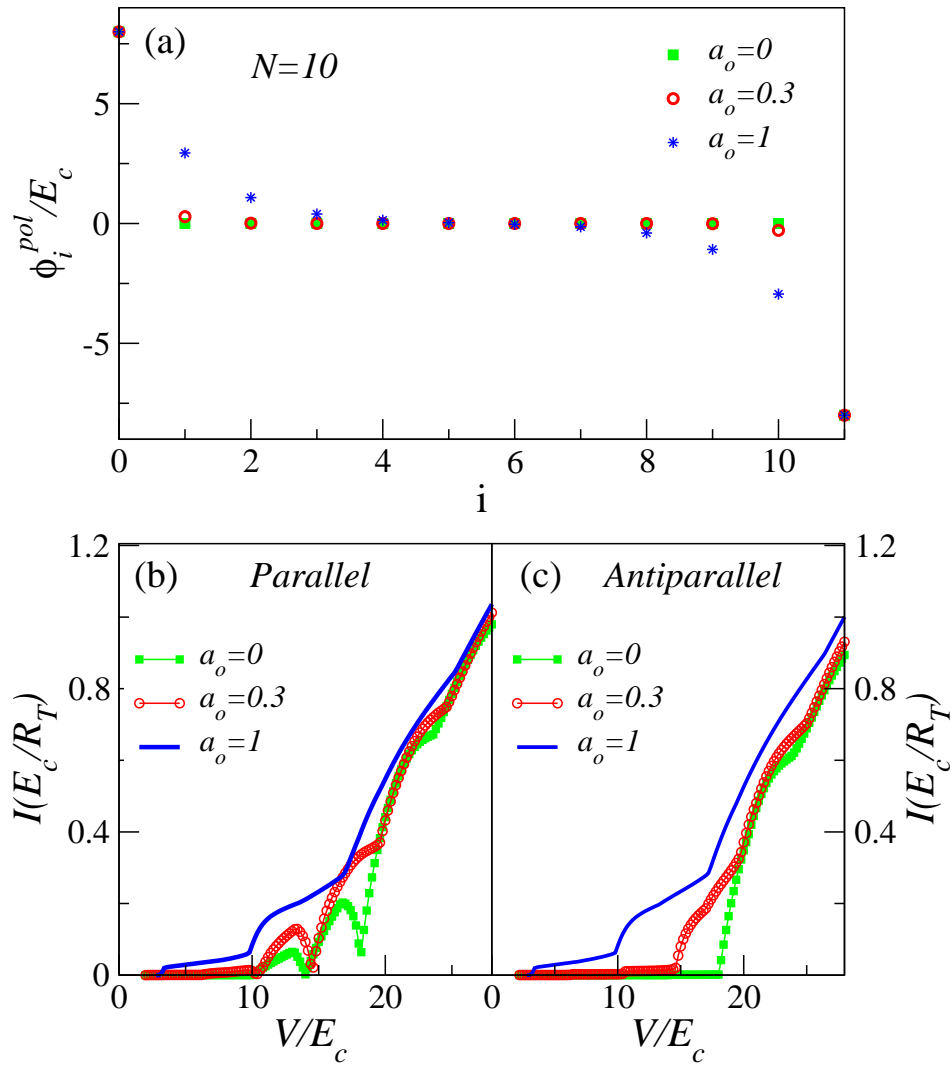 (a)
N=10
a_o=0
a_o=0.3
a_o=1
5
0
-5
ϕ_i^pol/E_c
0 2 4 6 8 10
i
1.2 1.2
(b) Parallel (c) Antiparallel
a_o=0 a_o=0
a_o=0.3 a_o=0.3
a_o=1 a_o=1
0.8 0.8
0.4 0.4
0
I(E_c/R_T) I(E_c/R_T)
0 10 20 0 10 20
V/E_c V/E_c